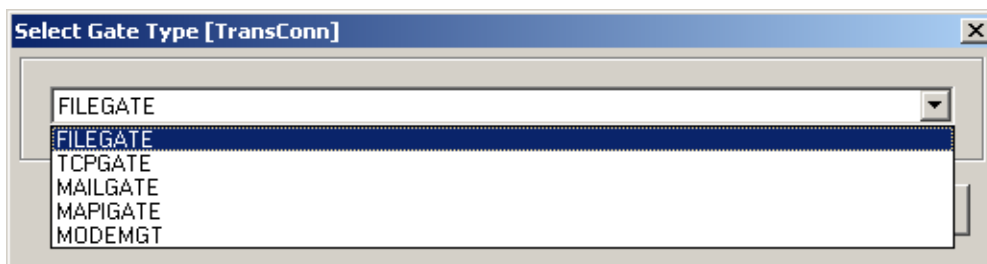 Select Gate Type [TransConn]
FILEGATE
FILEGATE
TCPGATE
MAILGATE
MAPIGATE
MODEMGT